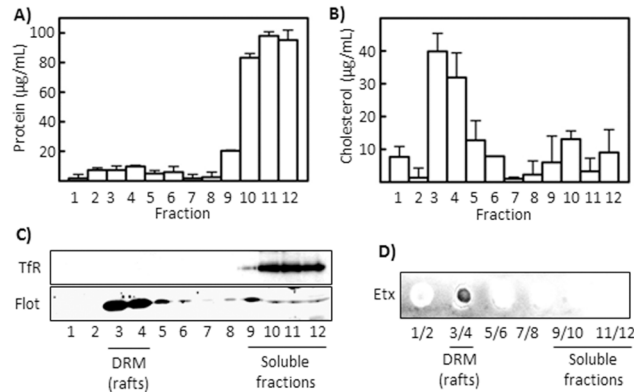 A)
Protein (µg/mL)
100
80
60
40
20
1 2 3 4 5 6 7 8 9 10 11 12
Fraction
B)
Cholesterol (µg/mL)
40
30
20
10
1 2 3 4 5 6 7 8 9 10 11 12
Fraction
C)
TfR
Flot
1 2 3 4 5 6 7 8 9 10 11 12
DRM
(rafts)
Soluble
fractions
D)
Etx
1/2 3/4 5/6 7/8 9/10 11/12
DRM
(rafts)
Soluble
fractions